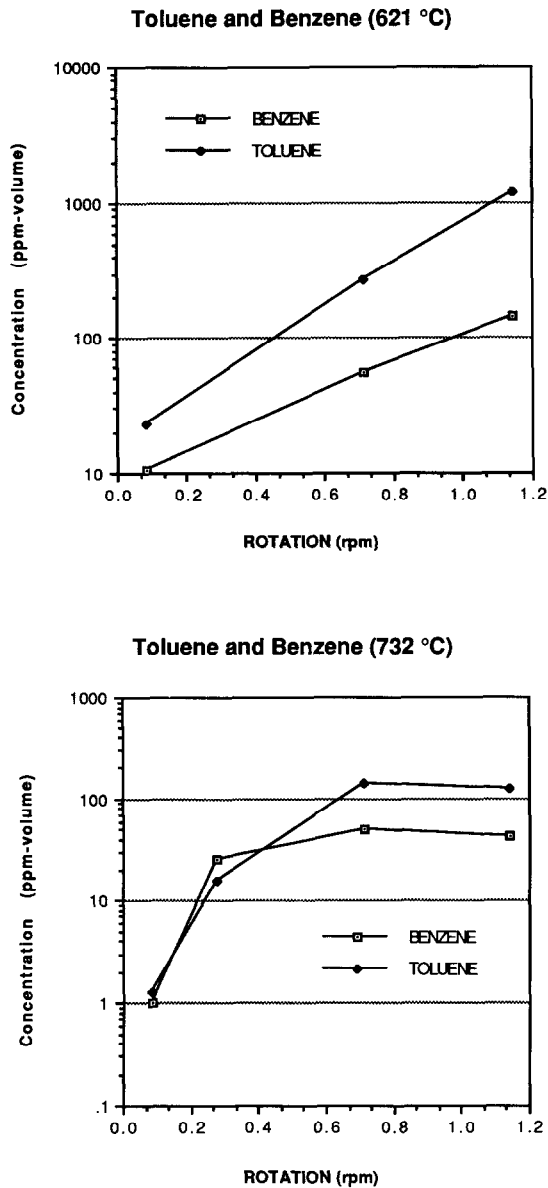 Toluene and Benzene (621 °C)
10000
1000
100
10
Concentration (ppm-volume)
BENZENE
TOLUENE
0.0 0.2 0.4 0.6 0.8 1.0 1.2
ROTATION (rpm)
Toluene and Benzene (732 °C)
1000
100
10
1
.1
Concentration (ppm-volume)
BENZENE
TOLUENE
0.0 0.2 0.4 0.6 0.8 1.0 1.2
ROTATION (rpm)